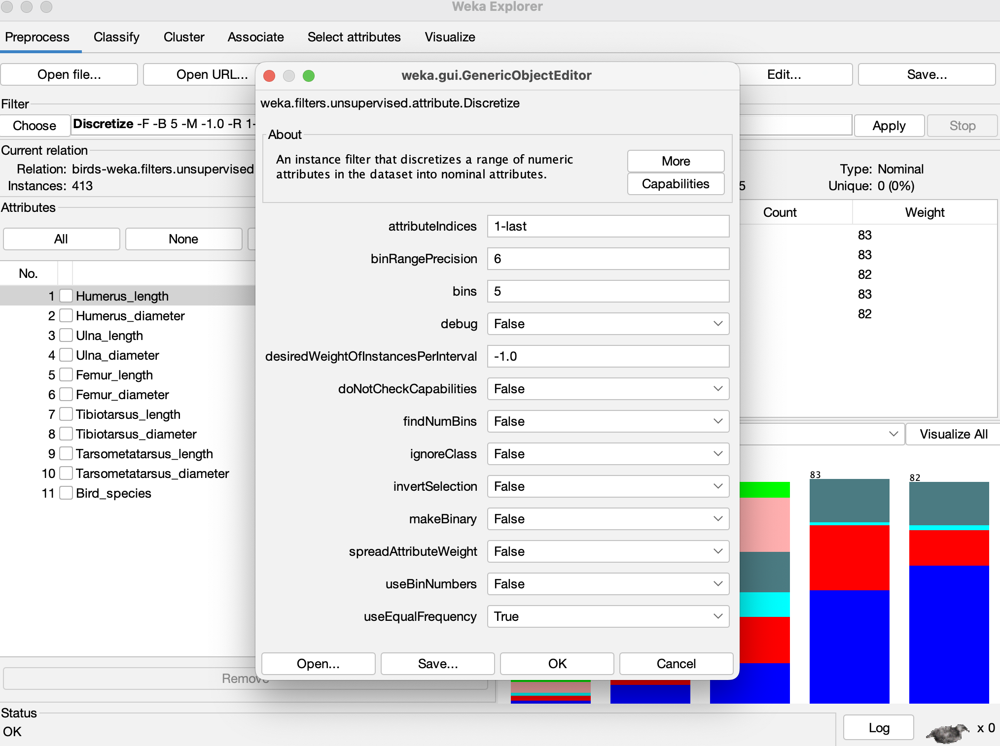 Weka Explorer
Preprocess Classify Cluster Associate Select attributes Visualize
Open file... Open URL... Edit... Save...
weka.gui.GenericObjectEditor
Filter
Choose Discretize -F -B 5 -M -1.0 -R 1- Apply Stop
Current relation
Relation: birds-weka.filters.unsupervised
Instances: 413
Type: Nominal
5 Unique: 0 (0%)
Attributes
All None
No.
1 Humerus_length
2 Humerus_diameter
3 Ulna_length
4 Ulna_diameter
5 Femur_length
6 Femur_diameter
7 Tibiotarsus_length
8 Tibiotarsus_diameter
9 Tarsometatarsus_length
10 Tarsometatarsus_diameter
11 Bird_species
weka.filters.unsupervised.attribute.Discretize
About
An instance filter that discretizes a range of numeric
attributes in the dataset into nominal attributes.
More
Capabilities
attributeIndices 1-last
binRangePrecision 6
bins 5
debug False
desiredWeightOfInstancesPerInterval -1.0
doNotCheckCapabilities False
findNumBins False
ignoreClass False
invertSelection False
makeBinary False
spreadAttributeWeight False
useBinNumbers False
useEqualFrequency True
Open... Save... OK Cancel
Count Weight
83
83
82
83
82
Visualize All
83 82
Status
OK
Log x 0